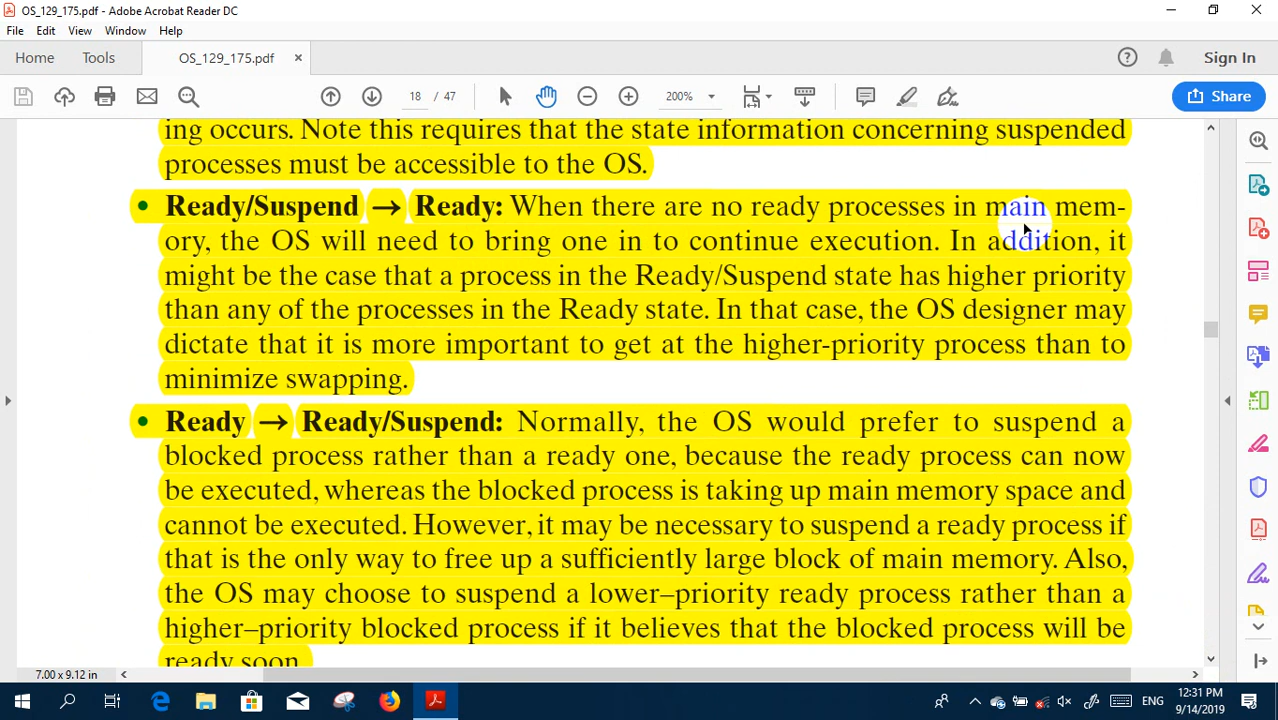 OS_129_175.pdf - Adobe Acrobat Reader DC
File Edit View Window Help
Home Tools OS_129_175.pdf × Sign In
18 / 47 200% Share
ing occurs. Note this requires that the state information concerning suspended
processes must be accessible to the OS.
• Ready/Suspend → Ready: When there are no ready processes in main mem-
ory, the OS will need to bring one in to continue execution. In addition, it
might be the case that a process in the Ready/Suspend state has higher priority
than any of the processes in the Ready state. In that case, the OS designer may
dictate that it is more important to get at the higher-priority process than to
minimize swapping.
• Ready → Ready/Suspend: Normally, the OS would prefer to suspend a
blocked process rather than a ready one, because the ready process can now
be executed, whereas the blocked process is taking up main memory space and
cannot be executed. However, it may be necessary to suspend a ready process if
that is the only way to free up a sufficiently large block of main memory. Also,
the OS may choose to suspend a lower–priority ready process rather than a
higher–priority blocked process if it believes that the blocked process will be
ready soon.
7.00 x 9.12 in
ENG 12:31 PM
9/14/2019